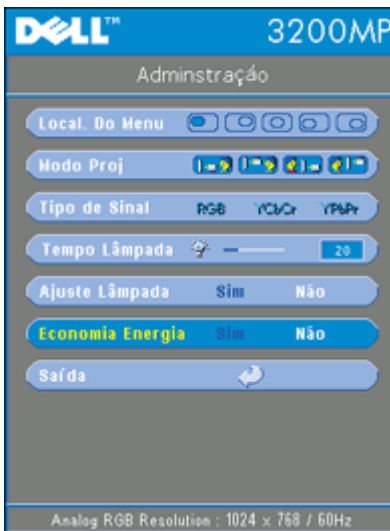 DELL™ 3200MP
Adminstração
Local. Do Menu
Modo Proj
Tipo de Sinal RGB YCbCr YPbPr
Tempo Lâmpada 20
Ajuste Lâmpada Sim Não
Economia Energia Sim Não
Saída
Analog RGB Resolution : 1024 x 768 / 60Hz